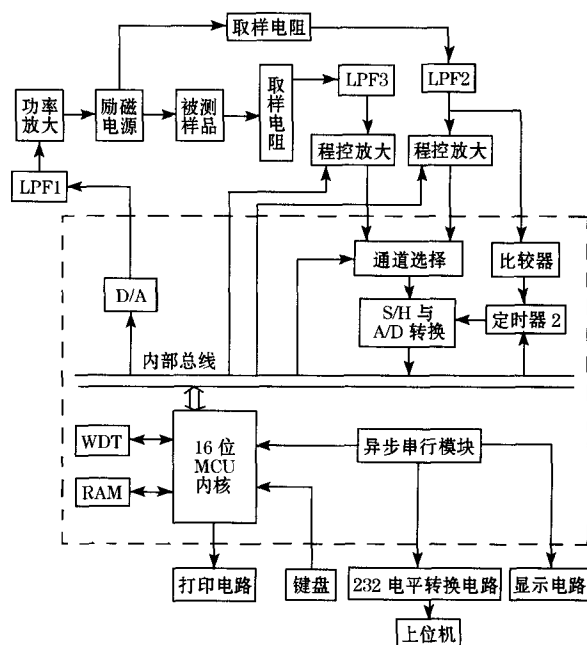 取样电阻
功率
放大
励磁
电源
被测
样品
取样电阻
LPF3
LPF2
LPF1
程控放大
程控放大
通道选择
比较器
D/A
S/H 与
A/D 转换
定时器 2
内部总线
WDT
RAM
16 位
MCU
内核
异步串行模块
打印电路
键盘
232 电平转换电路
显示电路
上位机